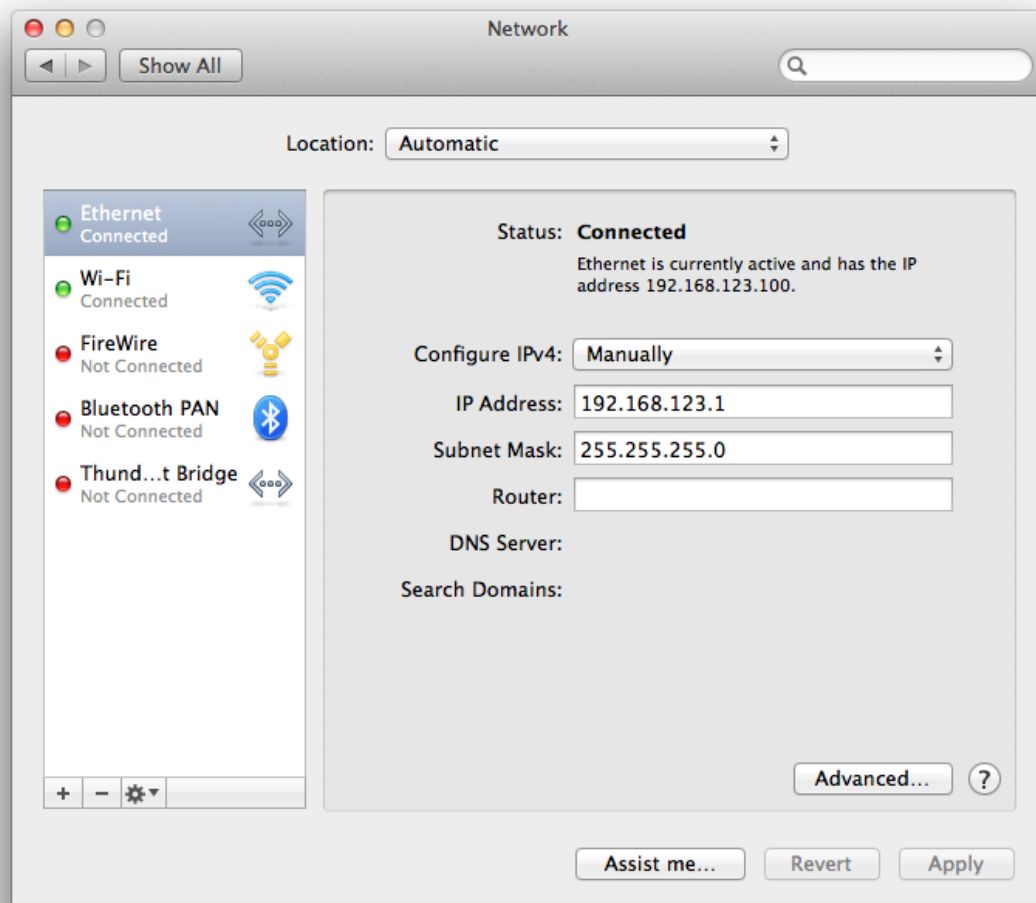 Network
Show All
Location: Automatic
Ethernet
Connected
Wi-Fi
Connected
FireWire
Not Connected
Bluetooth PAN
Not Connected
Thund...t Bridge
Not Connected
Status: Connected
Ethernet is currently active and has the IP
address 192.168.123.100.
Configure IPv4: Manually
IP Address: 192.168.123.1
Subnet Mask: 255.255.255.0
Router:
DNS Server:
Search Domains:
+ −
Advanced... ?
Assist me... Revert Apply